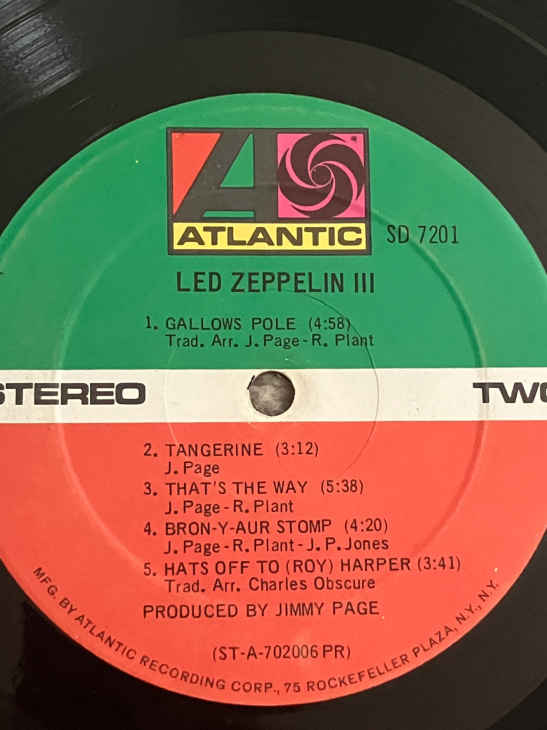 ATLANTIC
SD 7201
LED ZEPPELIN III
1. GALLOWS POLE (4:58)
Trad. Arr. J. Page-R. Plant
STEREO
TWO
2. TANGERINE (3:12)
J. Page
3. THAT'S THE WAY (5:38)
J. Page-R. Plant
4. BRON-Y-AUR STOMP (4:20)
J. Page-R. Plant-J. P. Jones
5. HATS OFF TO (ROY) HARPER (3:41)
Trad. Arr. Charles Obscure
PRODUCED BY JIMMY PAGE
(ST-A-702006 PR)
MFG. BY ATLANTIC RECORDING CORP., 75 ROCKEFELLER PLAZA, N.Y., N.Y.